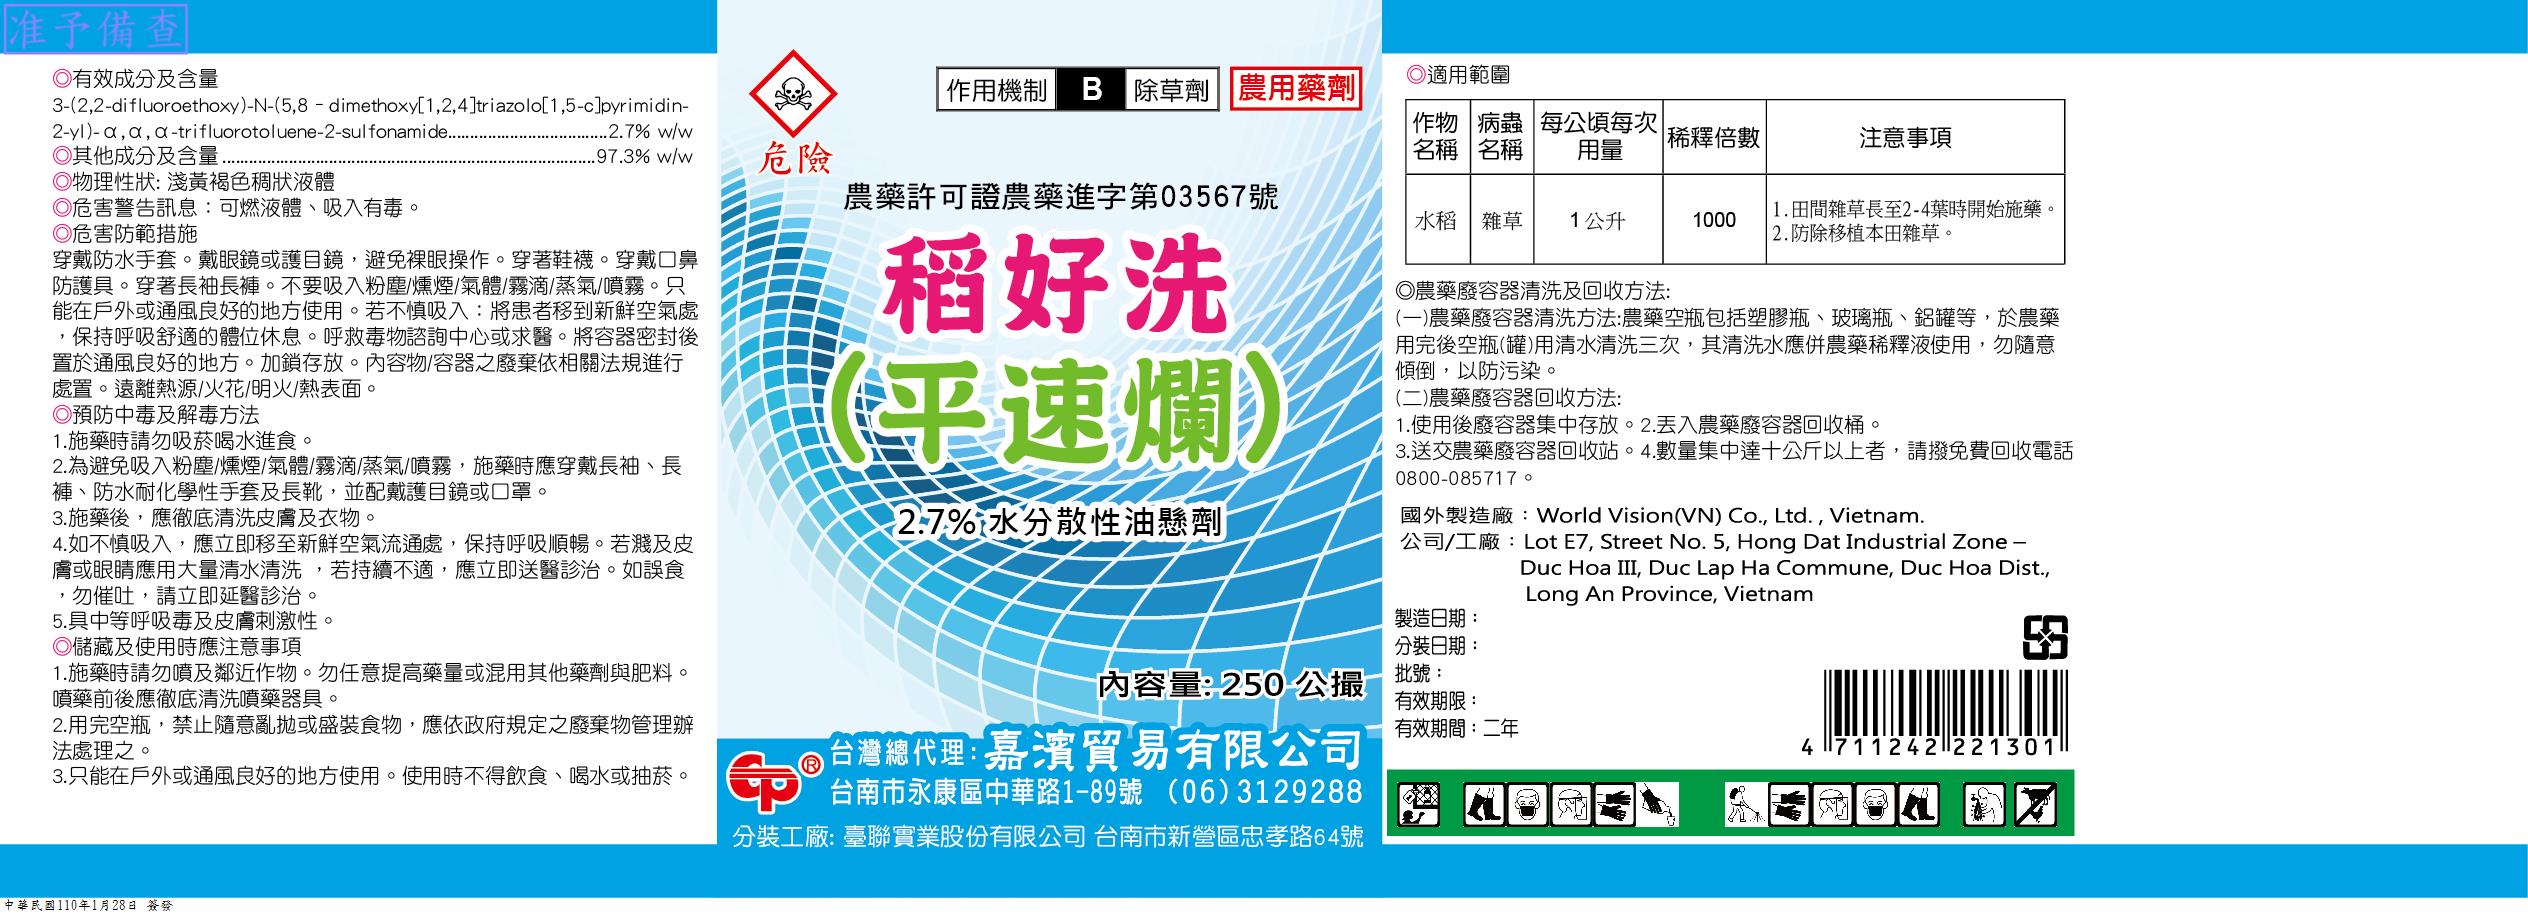 准予備查
◎有效成分及含量
3-(2,2-difluoroethoxy)-N-(5,8－dimethoxy[1,2,4]triazolo[1,5-c]pyrimidin-
2-yl)-α,α,α-trifluorotoluene-2-sulfonamide....................................2.7% w/w
◎其他成分及含量....................................................................................97.3% w/w
◎物理性狀: 淺黃褐色稠狀液體
◎危害警告訊息：可燃液體、吸入有毒。
◎危害防範措施
穿戴防水手套。戴眼鏡或護目鏡，避免裸眼操作。穿著鞋襪。穿戴口鼻
防護具。穿著長袖長褲。不要吸入粉塵/燻煙/氣體/霧滴/蒸氣/噴霧。只
能在戶外或通風良好的地方使用。若不慎吸入：將患者移到新鮮空氣處
，保持呼吸舒適的體位休息。呼救毒物諮詢中心或求醫。將容器密封後
置於通風良好的地方。加鎖存放。內容物/容器之廢棄依相關法規進行
處置。遠離熱源/火花/明火/熱表面。
◎預防中毒及解毒方法
1.施藥時請勿吸菸喝水進食。
2.為避免吸入粉塵/燻煙/氣體/霧滴/蒸氣/噴霧，施藥時應穿戴長袖、長
褲、防水耐化學性手套及長靴，並配戴護目鏡或口罩。
3.施藥後，應徹底清洗皮膚及衣物。
4.如不慎吸入，應立即移至新鮮空氣流通處，保持呼吸順暢。若濺及皮
膚或眼睛應用大量清水清洗 ，若持續不適，應立即送醫診治。如誤食
，勿催吐，請立即延醫診治。
5.具中等呼吸毒及皮膚刺激性。
◎儲藏及使用時應注意事項
1.施藥時請勿噴及鄰近作物。勿任意提高藥量或混用其他藥劑與肥料。
噴藥前後應徹底清洗噴藥器具。
2.用完空瓶，禁止隨意亂拋或盛裝食物，應依政府規定之廢棄物管理辦
法處理之。
3.只能在戶外或通風良好的地方使用。使用時不得飲食、喝水或抽菸。
危險
作用機制 B 除草劑 農用藥劑
農藥許可證農藥進字第03567號
稻好洗
(平速爛)
2.7% 水分散性油懸劑
內容量: 250 公撮
CP® 台灣總代理:嘉濱貿易有限公司
台南市永康區中華路1-89號 (06)3129288
分裝工廠: 臺聯實業股份有限公司 台南市新營區忠孝路64號
◎適用範圍
作物名稱 病蟲名稱 每公頃每次用量 稀釋倍數 注意事項
水稻 雜草 1公升 1000 1.田間雜草長至2-4葉時開始施藥。
2.防除移植本田雜草。
◎農藥廢容器清洗及回收方法:
(一)農藥廢容器清洗方法:農藥空瓶包括塑膠瓶、玻璃瓶、鋁罐等，於農藥
用完後空瓶(罐)用清水清洗三次，其清洗水應併農藥稀釋液使用，勿隨意
傾倒，以防污染。
(二)農藥廢容器回收方法:
1.使用後廢容器集中存放。2.丟入農藥廢容器回收桶。
3.送交農藥廢容器回收站。4.數量集中達十公斤以上者，請撥免費回收電話
0800-085717。
國外製造廠：World Vision(VN) Co., Ltd. , Vietnam.
公司/工廠：Lot E7, Street No. 5, Hong Dat Industrial Zone –
Duc Hoa III, Duc Lap Ha Commune, Duc Hoa Dist.,
Long An Province, Vietnam
製造日期：
分裝日期：
批號：
有效期限：
有效期間：二年
4 711242 221301
中華民國110年1月28日 簽發